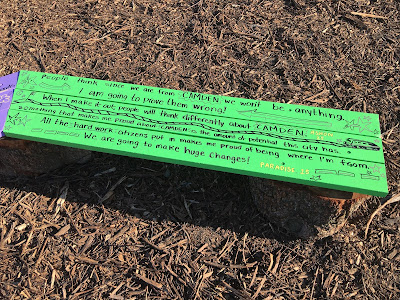 People think since we are from CAMDEN we won't be anything.
I am going to prove them wrong!
When I make it out, people will think differently about CAMDEN.
Something that makes me proud about CAMDEN is the amount of potential this city has.
All the hard work citizens put in makes me proud of being where I'm from.
We are going to make huge changes!